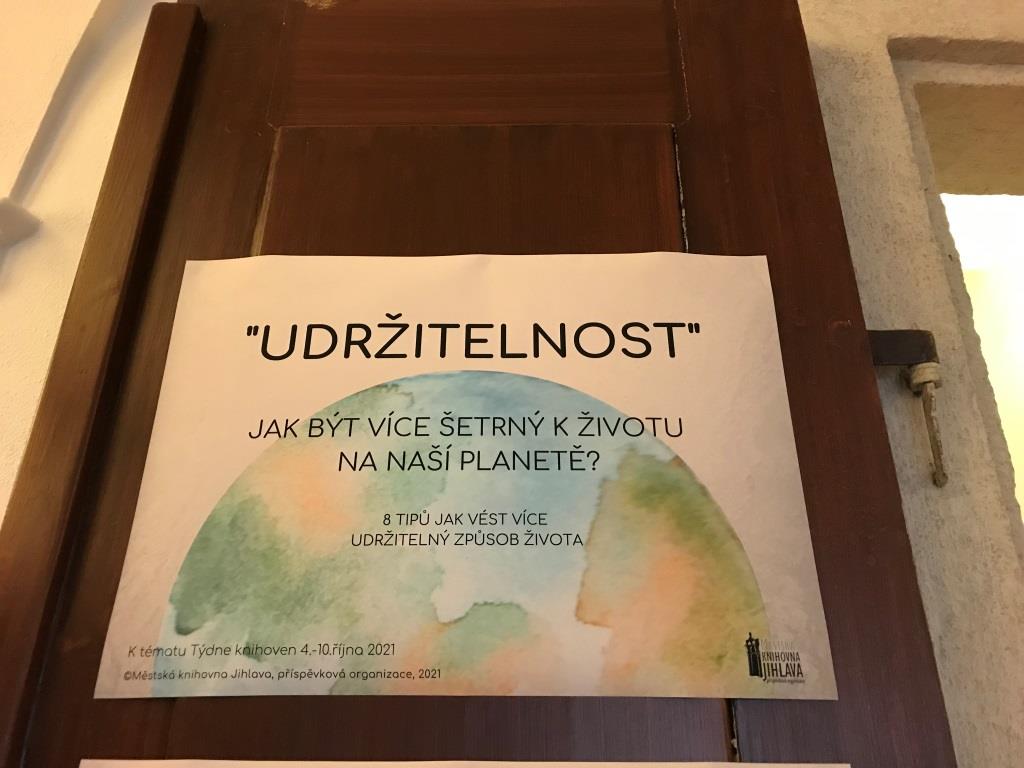 "UDRŽITELNOST"
JAK BÝT VÍCE ŠETRNÝ K ŽIVOTU
NA NAŠÍ PLANETĚ?
8 TIPŮ JAK VÉST VÍCE
UDRŽITELNÝ ZPŮSOB ŽIVOTA
K tématu Týdne knihoven 4.-10.října 2021
©Městská knihovna Jihlava, příspěvková organizace, 2021
KNIHOVNA
JIHLAVA